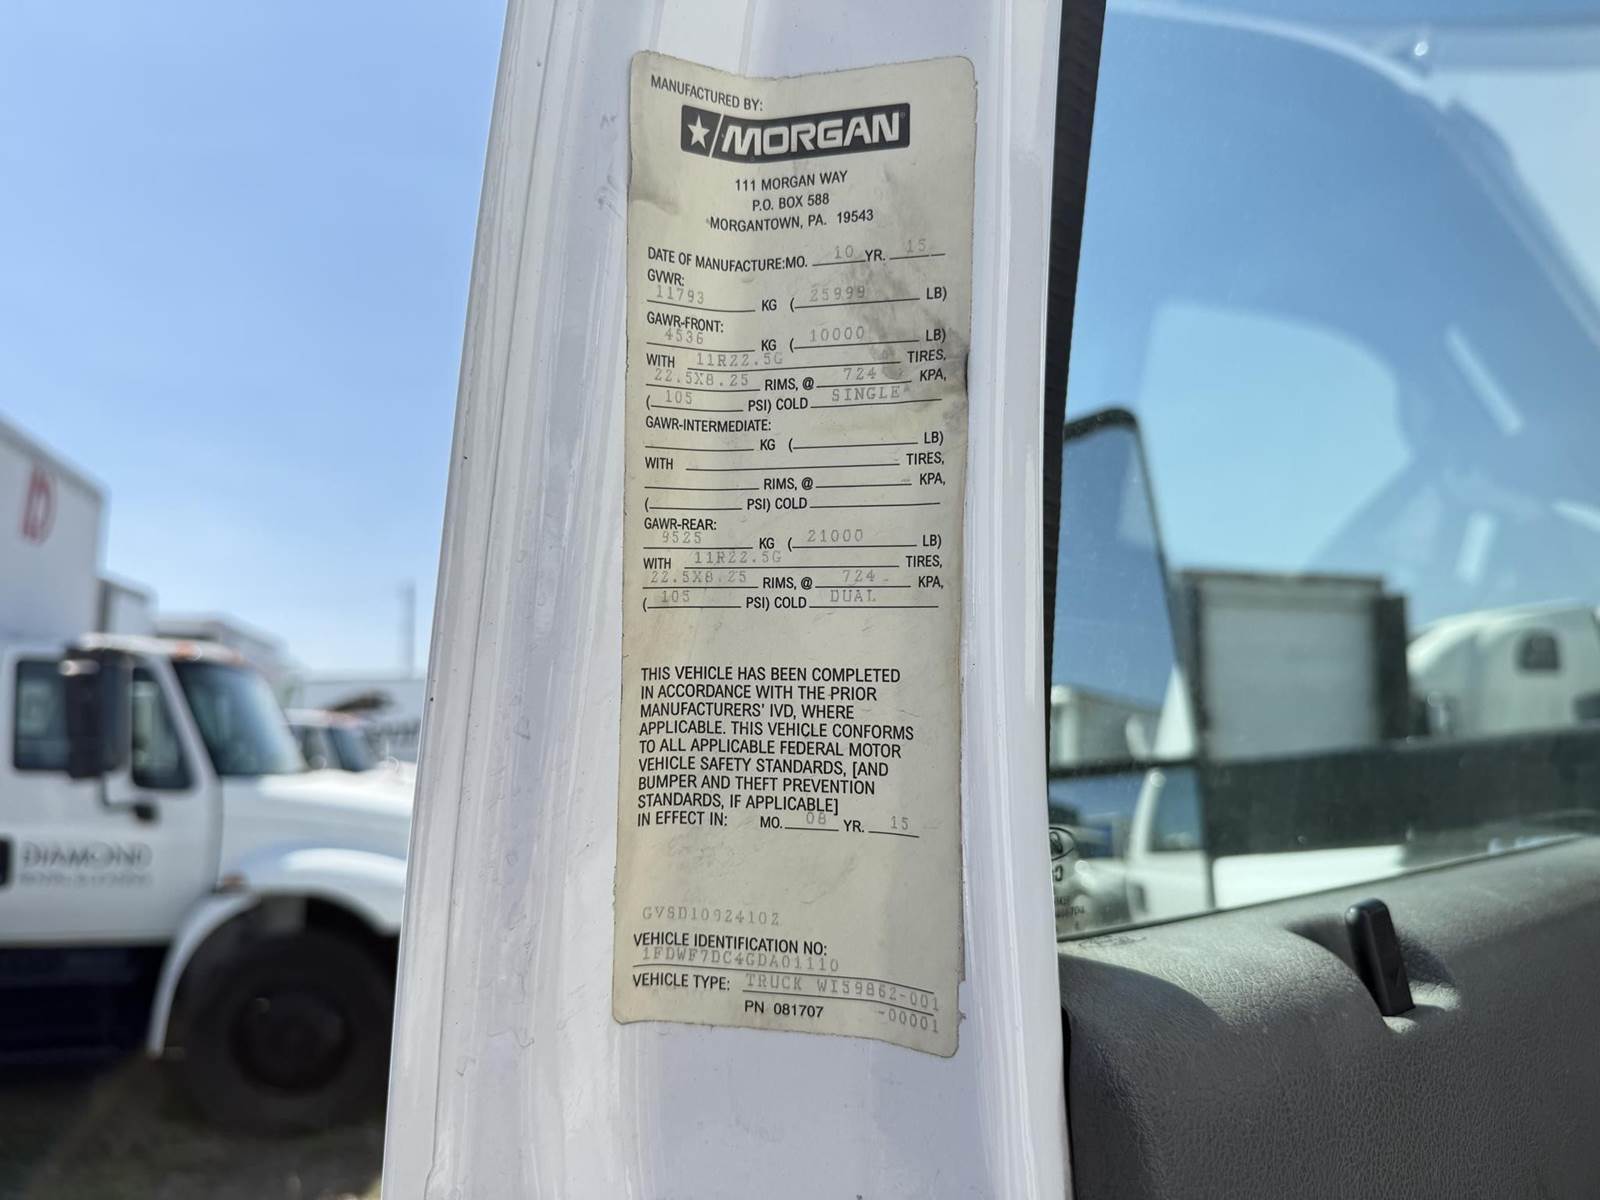 MANUFACTURED BY:
MORGAN
111 MORGAN WAY
P.O. BOX 588
MORGANTOWN, PA. 19543
DATE OF MANUFACTURE:MO. 10 YR. 15
GVWR:
11793 KG (25999 LB)
GAWR-FRONT:
4536 KG (10000 LB)
WITH 11R22.5G TIRES,
22.5X8.25 RIMS, @ 724 KPA,
(105 PSI) COLD SINGLE
GAWR-INTERMEDIATE:
KG ( LB)
WITH TIRES,
RIMS, @ KPA,
( PSI) COLD
GAWR-REAR:
9525 KG (21000 LB)
WITH 11R22.5G TIRES,
22.5X8.25 RIMS, @ 724 KPA,
(105 PSI) COLD DUAL
THIS VEHICLE HAS BEEN COMPLETED
IN ACCORDANCE WITH THE PRIOR
MANUFACTURERS' IVD, WHERE
APPLICABLE. THIS VEHICLE CONFORMS
TO ALL APPLICABLE FEDERAL MOTOR
VEHICLE SAFETY STANDARDS, [AND
BUMPER AND THEFT PREVENTION
STANDARDS, IF APPLICABLE]
IN EFFECT IN: MO. 08 YR. 15
GVSD10924102
VEHICLE IDENTIFICATION NO:
1FDWF7DC4GDA01110
VEHICLE TYPE: TRUCK WI59862-001
PN 081707 -00001
DIAMOND